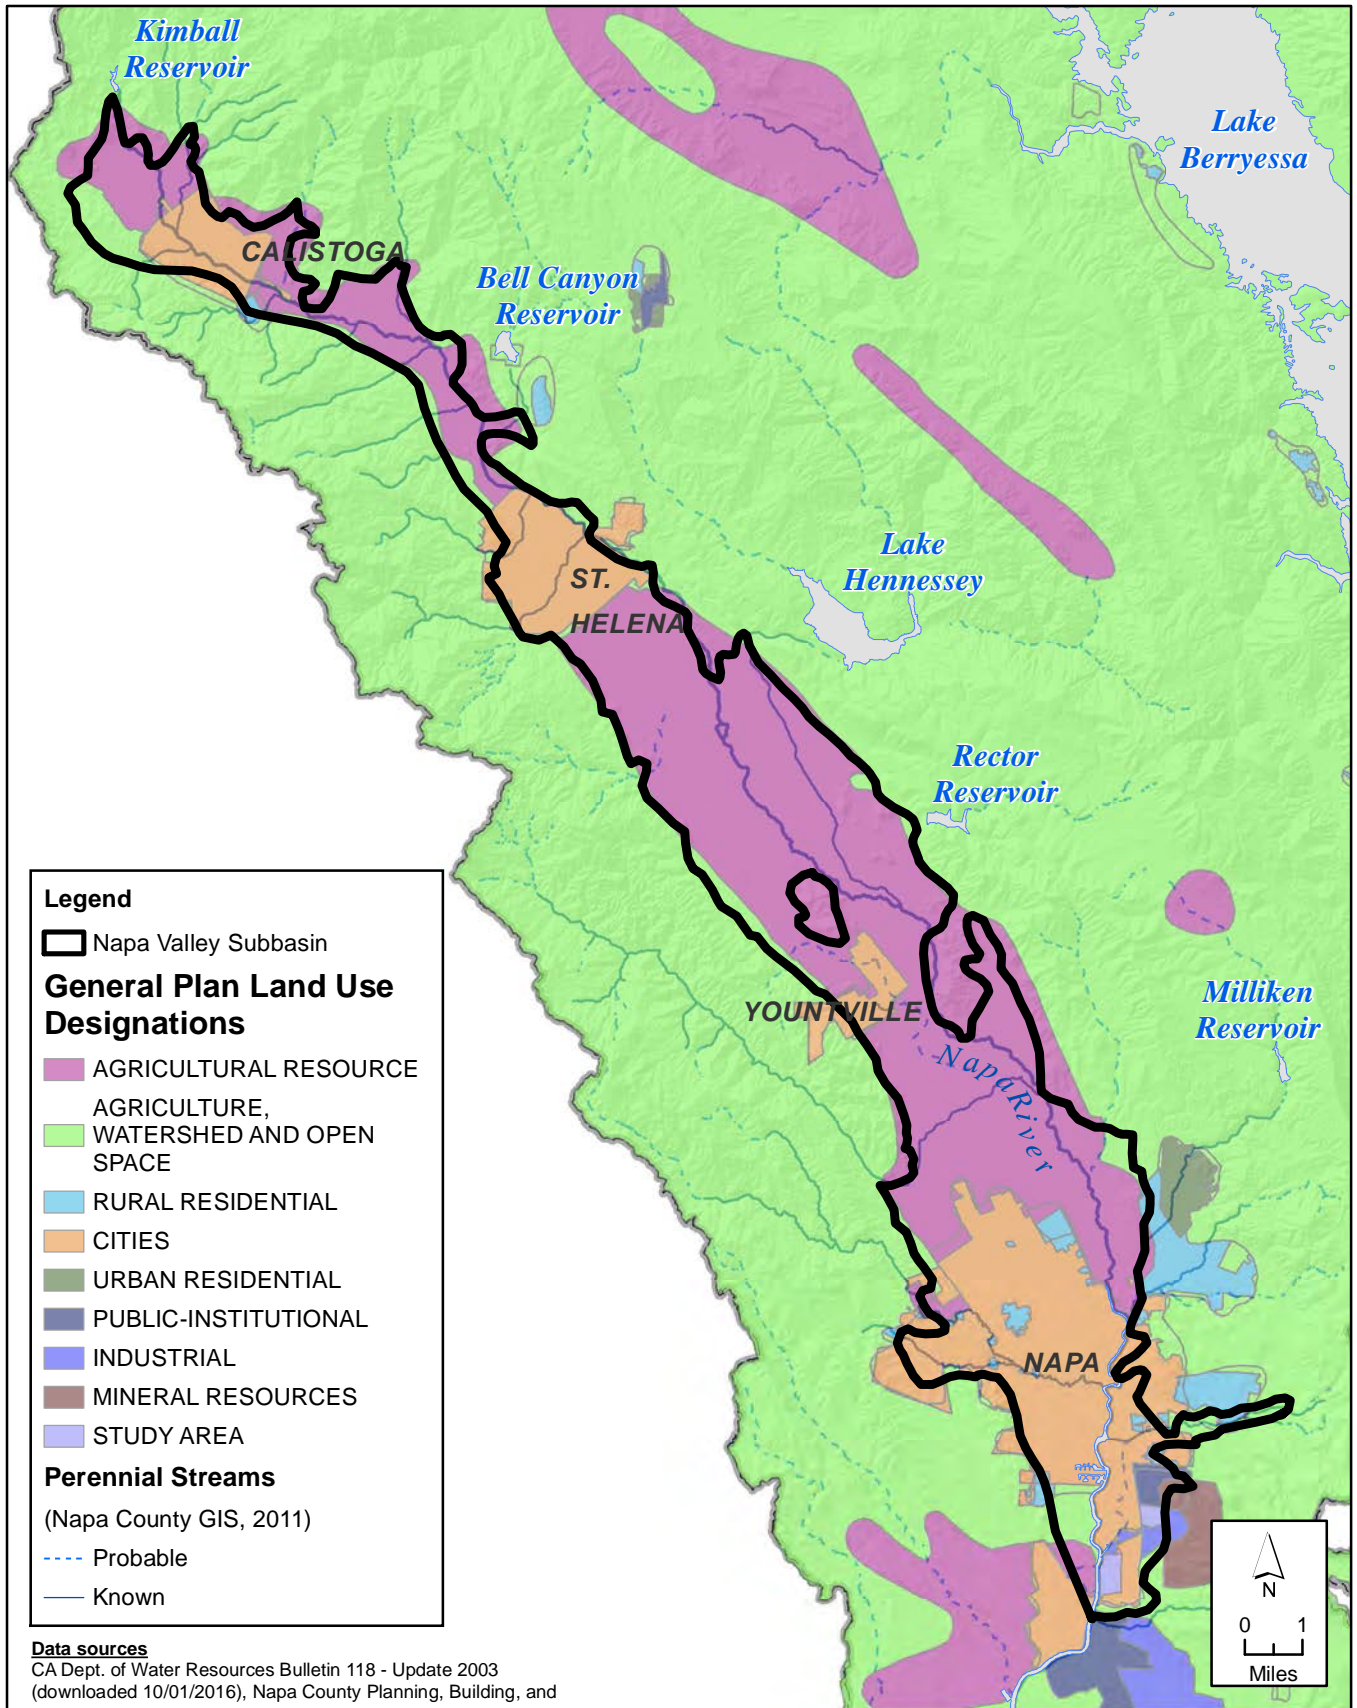 Kimball
Reservoir
Lake
Berryessa
CALISTOGA
Bell Canyon
Reservoir
Lake
Hennessey
ST.
HELENA
Rector
Reservoir
Milliken
Reservoir
YOUNTVILLE
Napa River
NAPA
Legend
Napa Valley Subbasin
General Plan Land Use
Designations
AGRICULTURAL RESOURCE
AGRICULTURE,
WATERSHED AND OPEN
SPACE
RURAL RESIDENTIAL
CITIES
URBAN RESIDENTIAL
PUBLIC-INSTITUTIONAL
INDUSTRIAL
MINERAL RESOURCES
STUDY AREA
Perennial Streams
(Napa County GIS, 2011)
Probable
Known
N
0 1
Miles
Data sources
CA Dept. of Water Resources Bulletin 118 - Update 2003
(downloaded 10/01/2016), Napa County Planning, Building, and